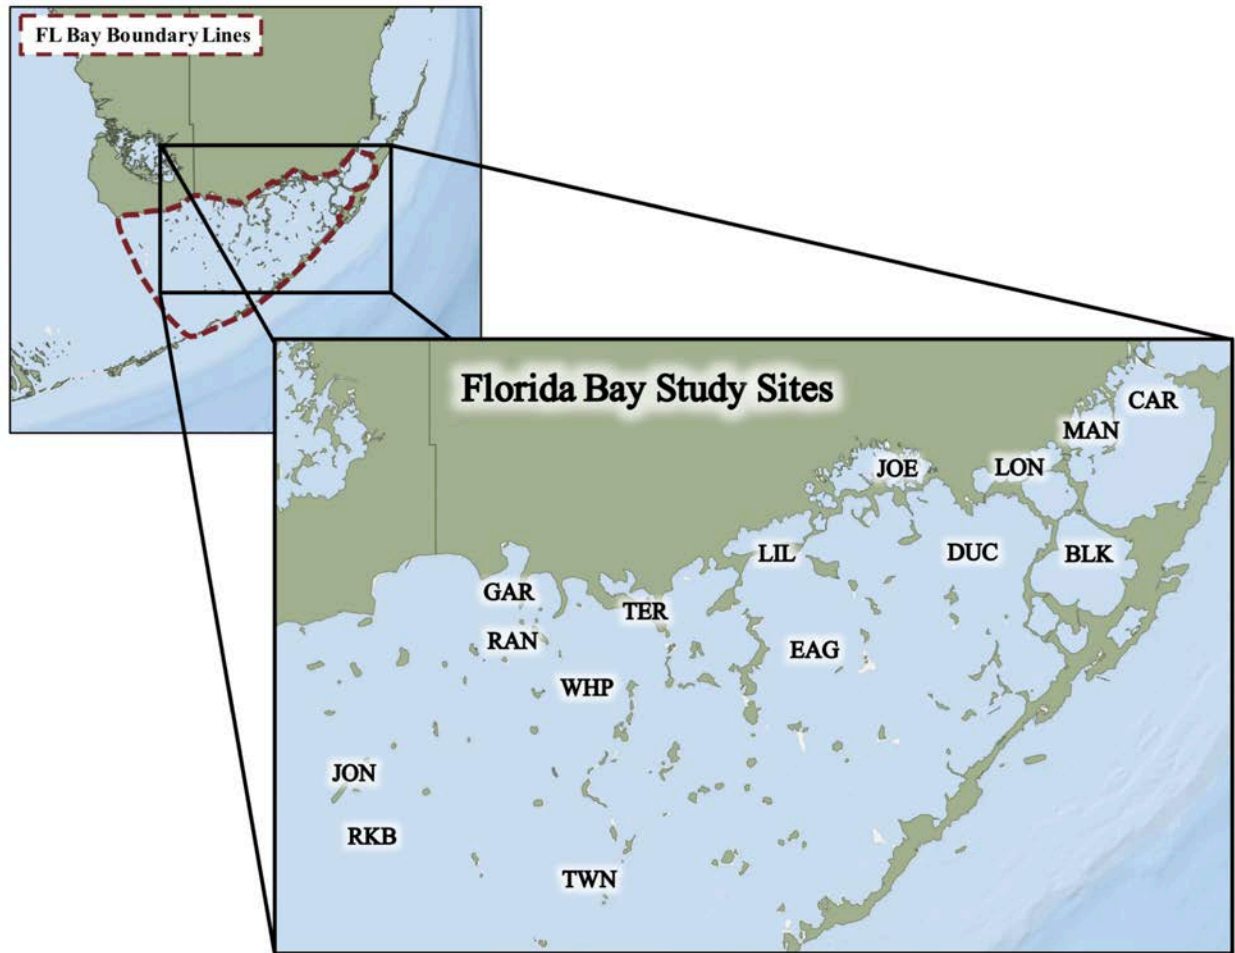 FL Bay Boundary Lines
Florida Bay Study Sites
CAR
MAN
JOE
LON
LIL
DUC
BLK
GAR
TER
RAN
EAG
WHP
JON
RKB
TWN